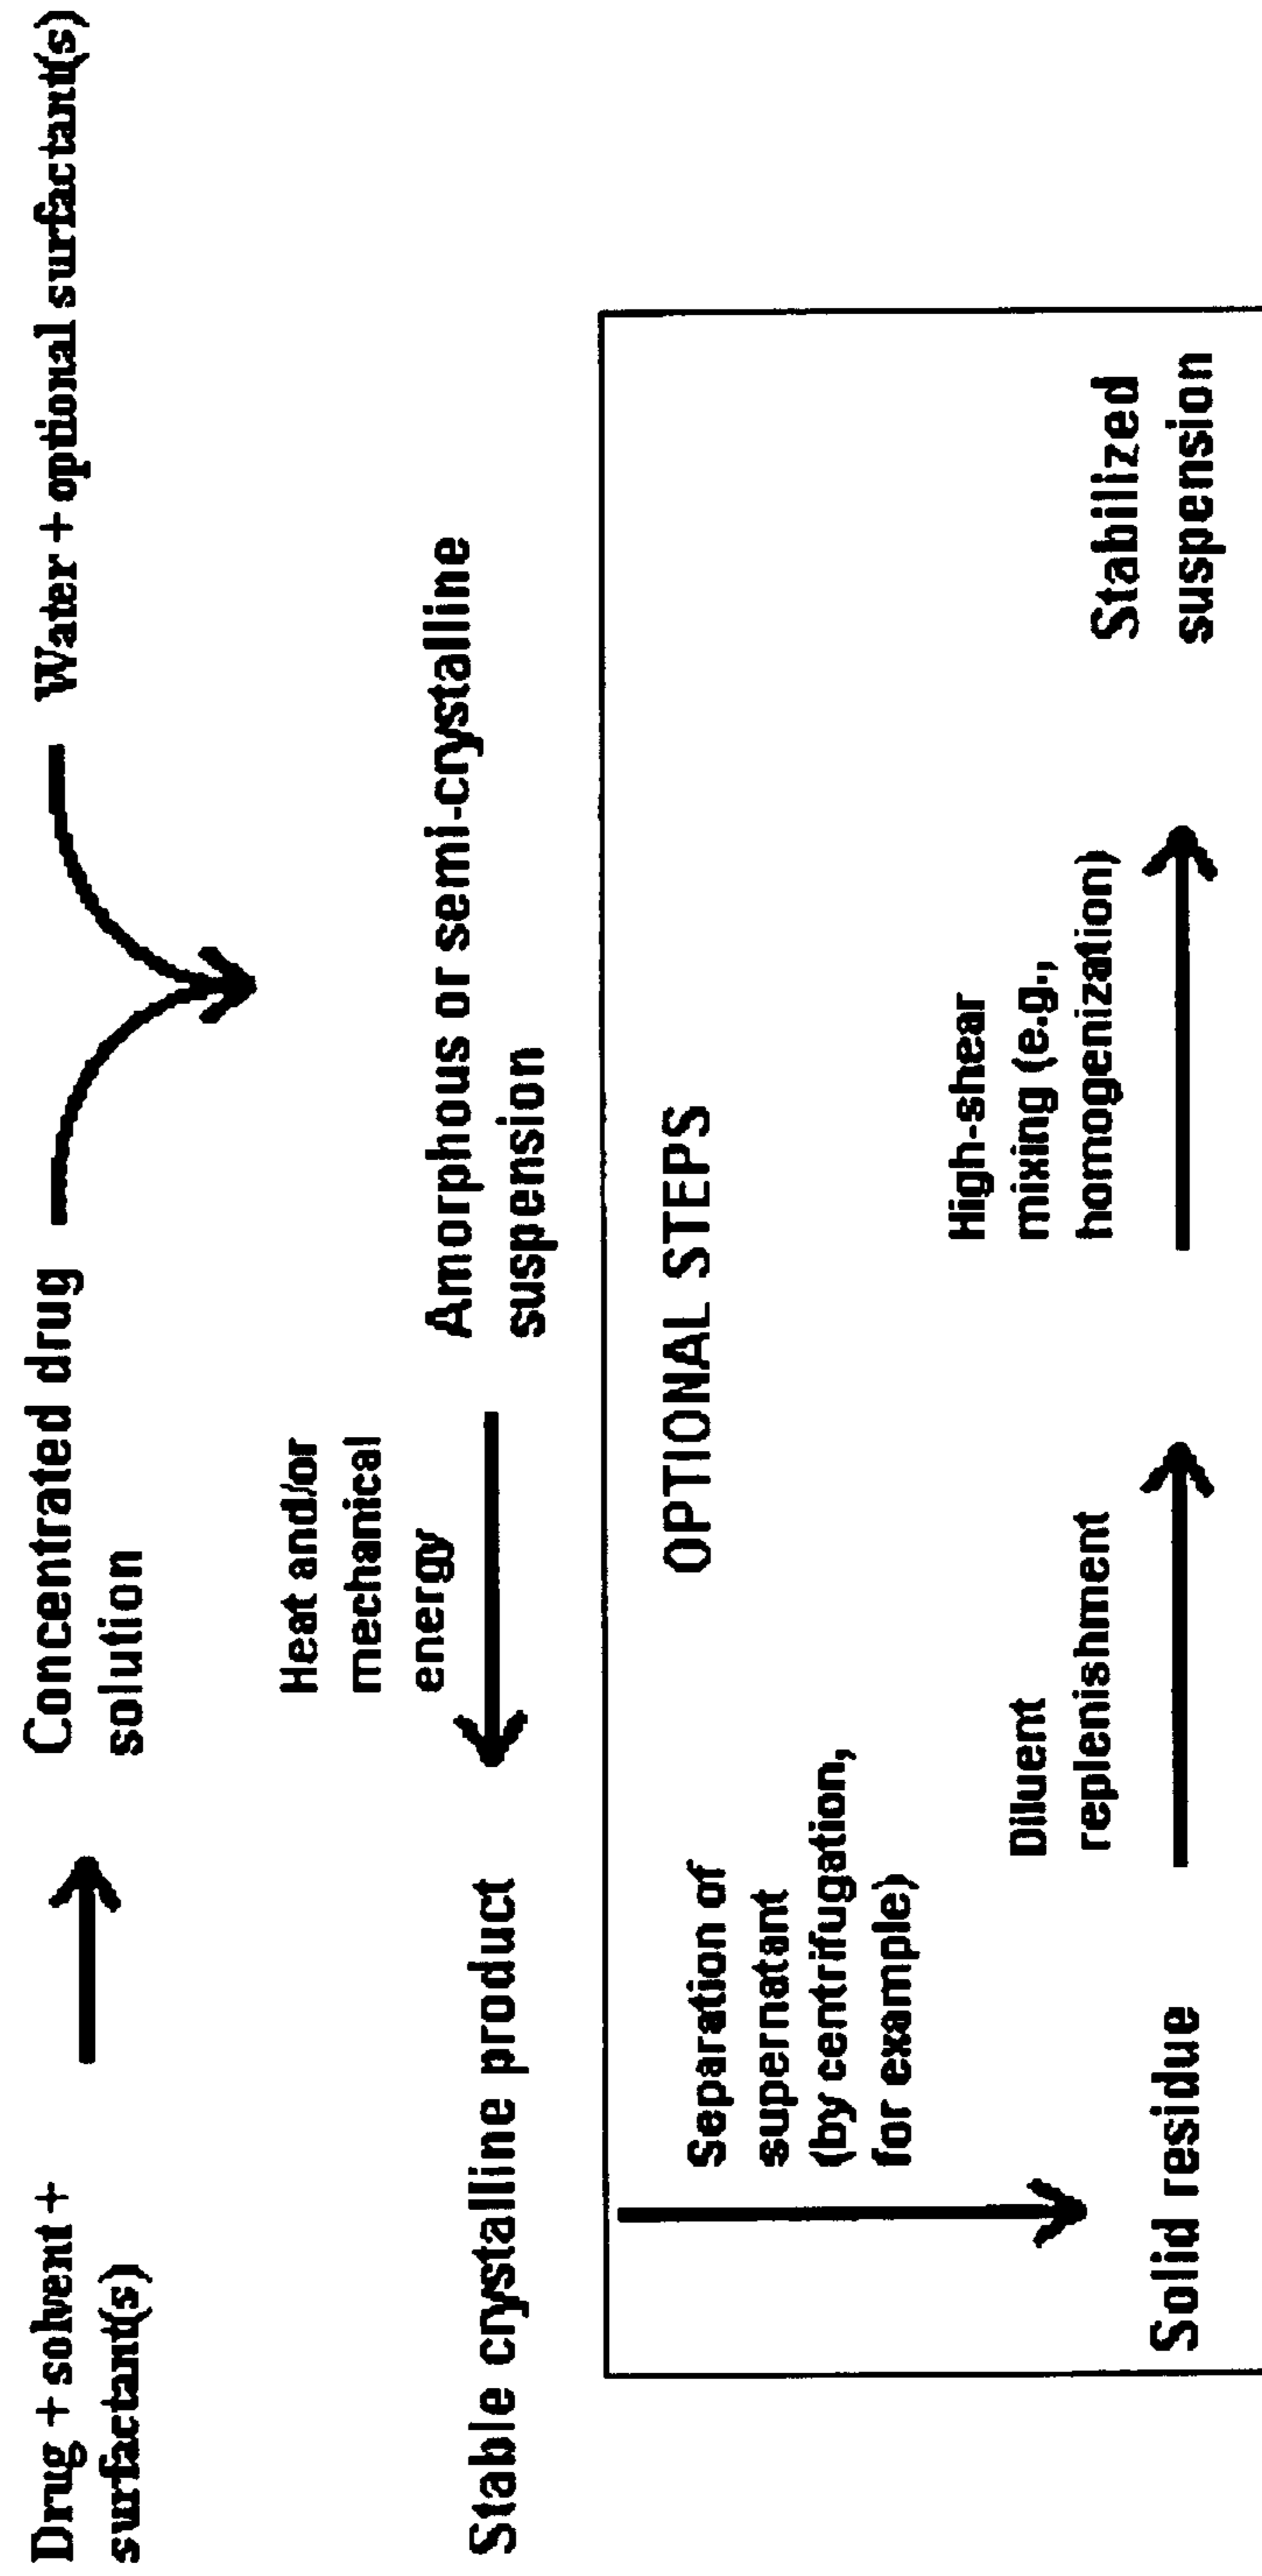 Drug + solvent +
surfactant(s)
Concentrated drug
solution
Water + optional surfactant(s)
Heat and/or
mechanical
energy
Amorphous or semi-crystalline
suspension
Stable crystalline product
OPTIONAL STEPS
Separation of
supernatant
(by centrifugation,
for example)
Solid residue
Diluent
replenishment
High-shear
mixing (e.g.,
homogenization)
Stabilized
suspension